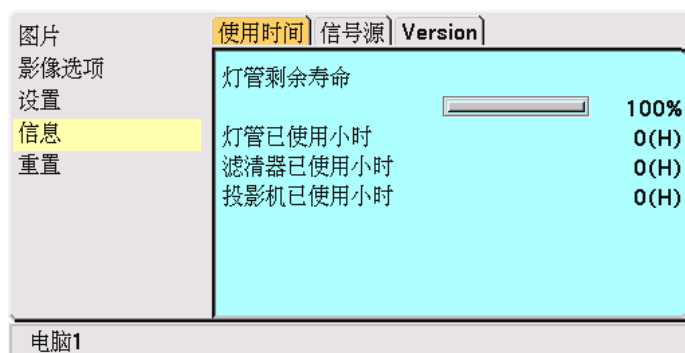 图片
影像选项
设置
信息
重置
使用时间 信号源 Version
灯管剩余寿命
100%
灯管已使用小时 0(H)
滤清器已使用小时 0(H)
投影机已使用小时 0(H)
电脑1